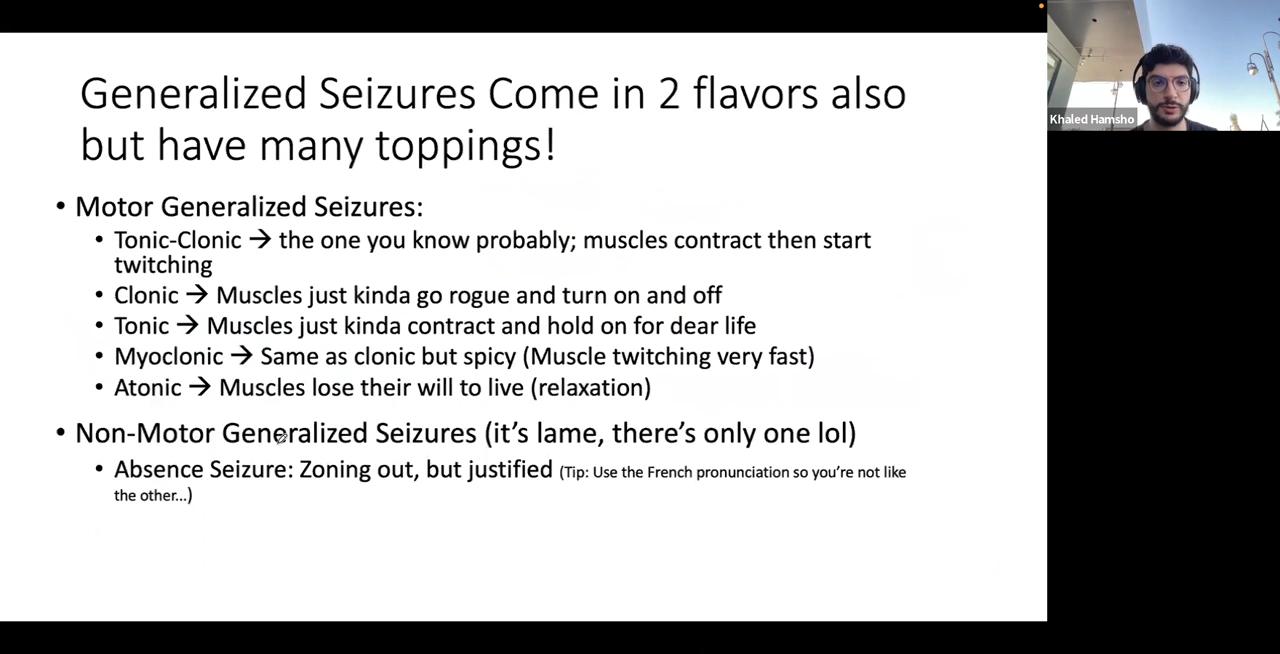 Generalized Seizures Come in 2 flavors also
but have many toppings!
• Motor Generalized Seizures:
• Tonic-Clonic → the one you know probably; muscles contract then start
twitching
• Clonic → Muscles just kinda go rogue and turn on and off
• Tonic → Muscles just kinda contract and hold on for dear life
• Myoclonic → Same as clonic but spicy (Muscle twitching very fast)
• Atonic → Muscles lose their will to live (relaxation)
• Non-Motor Generalized Seizures (it's lame, there's only one lol)
• Absence Seizure: Zoning out, but justified (Tip: Use the French pronunciation so you're not like
the other...)
Khaled Hamsho